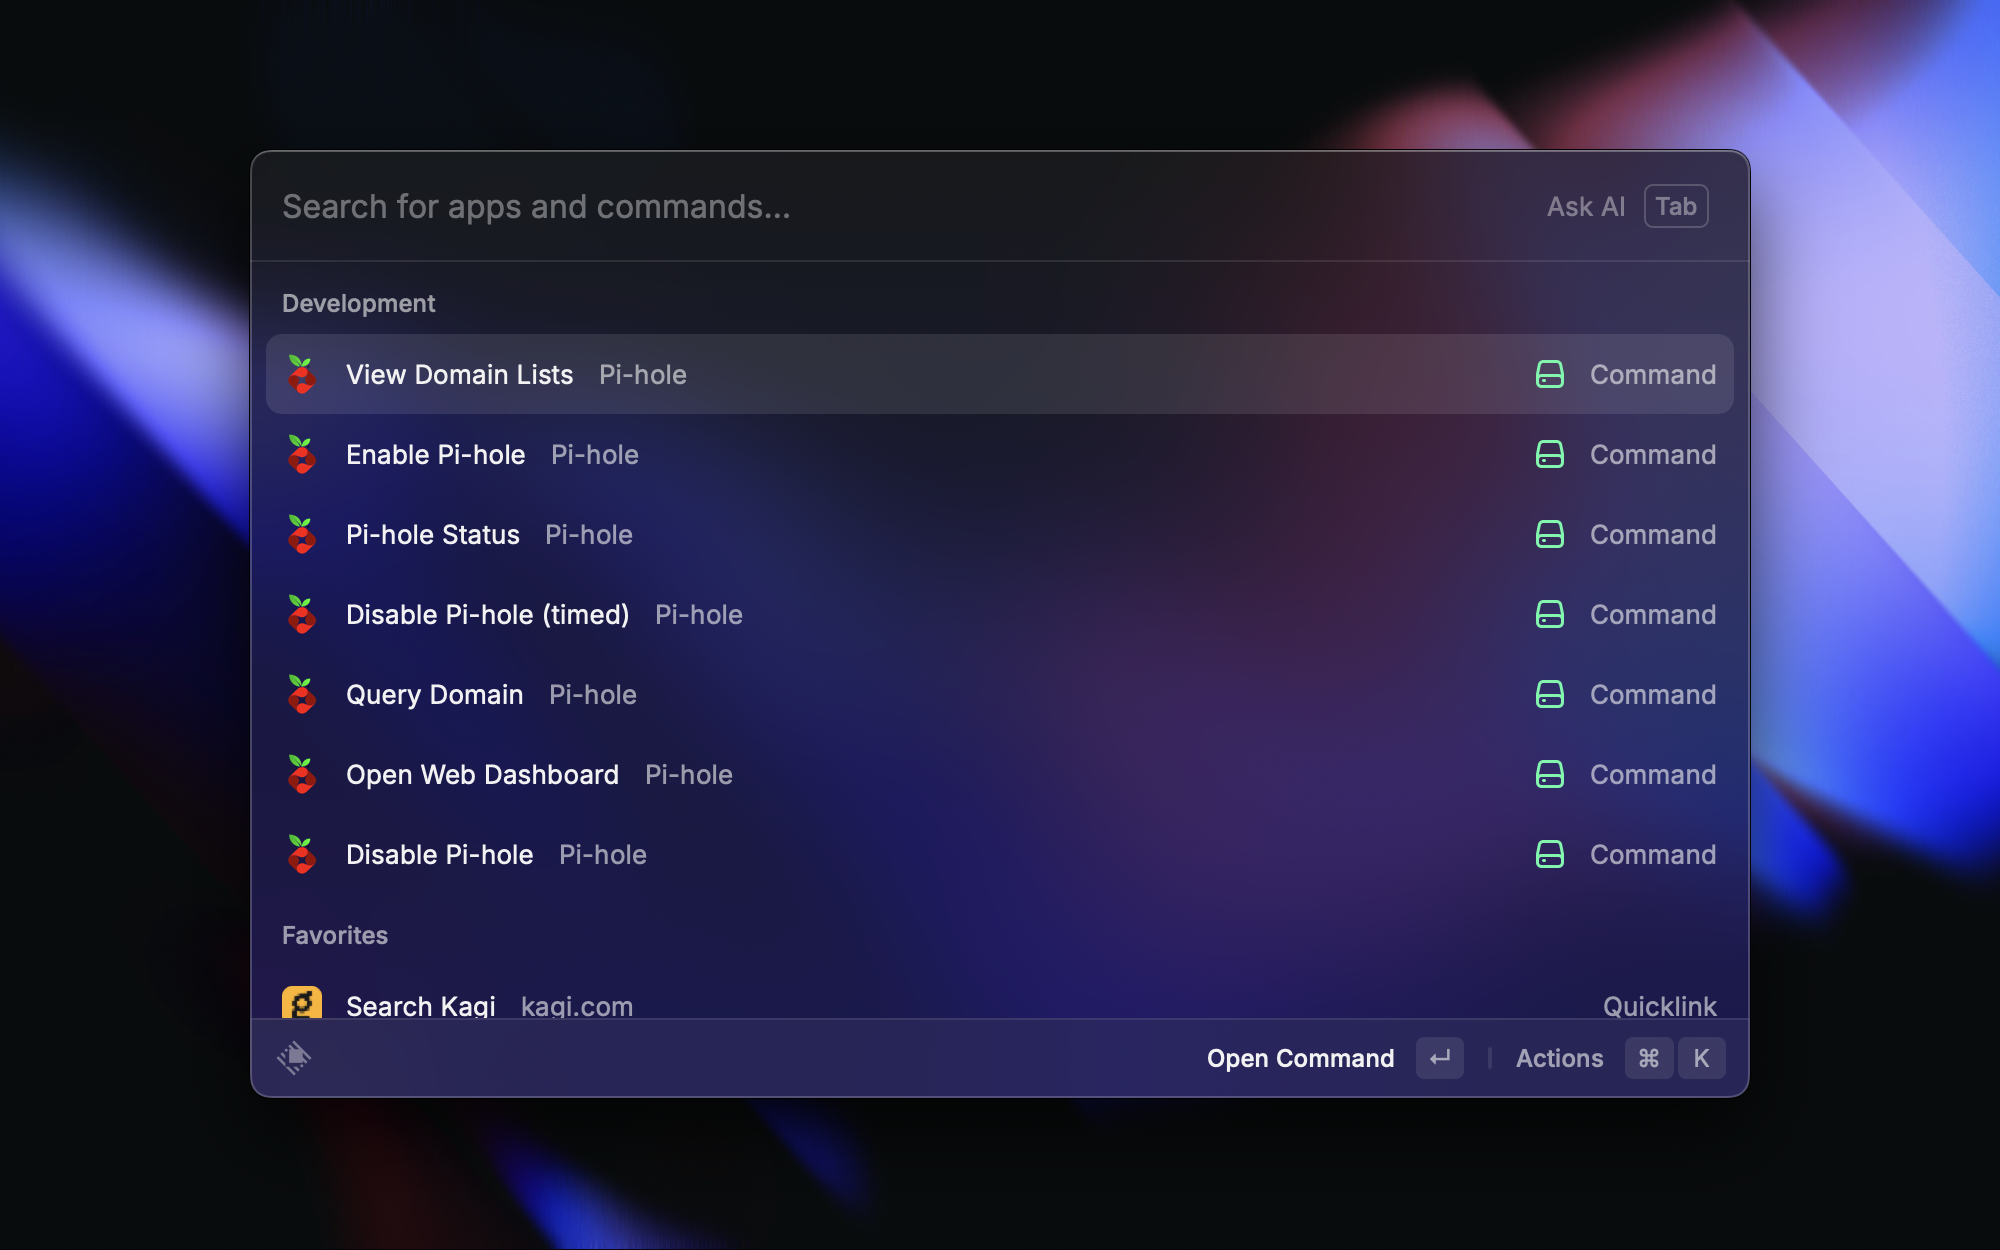 Search for apps and commands... Ask AI Tab
Development
View Domain Lists Pi-hole Command
Enable Pi-hole Pi-hole Command
Pi-hole Status Pi-hole Command
Disable Pi-hole (timed) Pi-hole Command
Query Domain Pi-hole Command
Open Web Dashboard Pi-hole Command
Disable Pi-hole Pi-hole Command
Favorites
Search Kagi kagi.com Quicklink
Open Command ↵ Actions ⌘ K